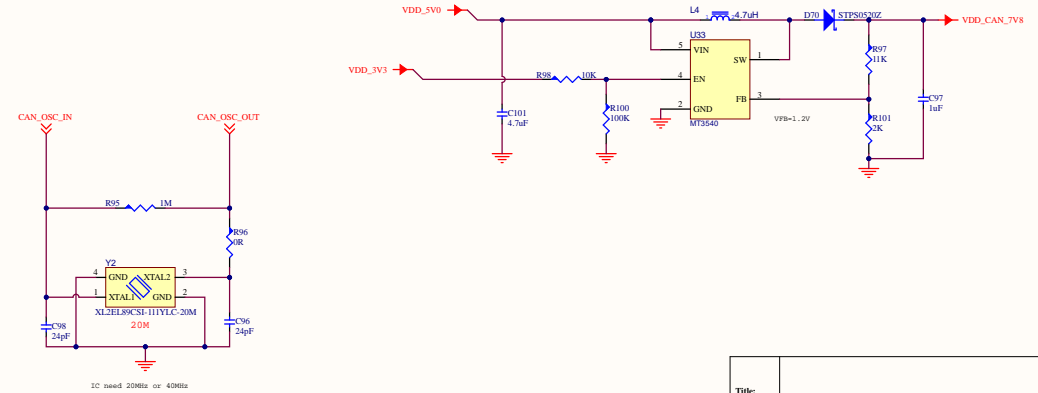 VDD_5V0
L4
4.7uH
D70
STPS0520Z
VDD_CAN_7V8
U33
5
VIN
SW
1
R97
11K
VDD_3V3
R98
10K
4
EN
C101
4.7uF
R100
100K
2
GND
FB
3
MT3540
VFB=1.2V
C97
1uF
R101
2K
CAN_OSC_IN
CAN_OSC_OUT
R95
1M
R96
0R
Y2
4
GND
XTAL2
3
1
XTAL1
GND
2
XL2EL89CSI-111YLC-20M
20M
C98
24pF
C96
24pF
IC need 20MHz or 40MHz
Title: